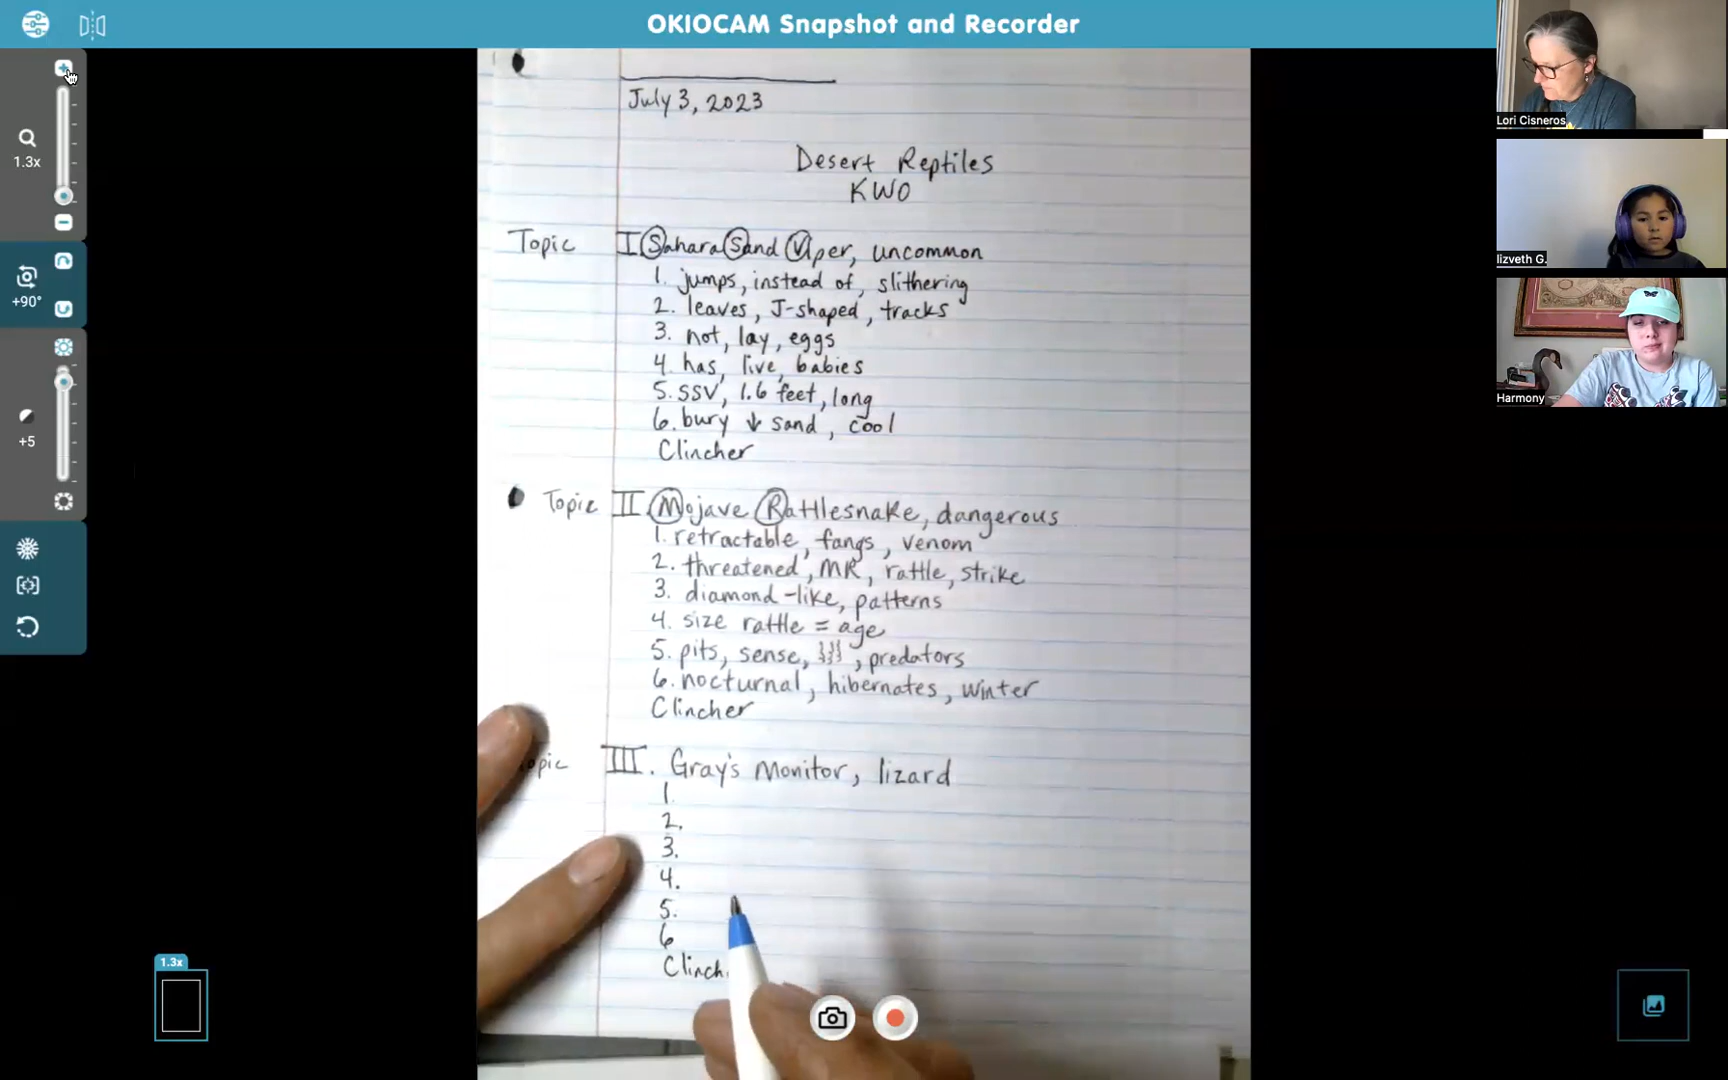 OKIOCAM Snapshot and Recorder
1.3x
+90°
+5
July 3, 2023
Desert Reptiles
KWO
Topic I Sahara Sand Viper, uncommon
1. jumps, instead of, slithering
2. leaves, J-shaped, tracks
3. not, lay, eggs
4. has, live, babies
5. SSV, 1.6 feet, long
6. bury ↓ sand, cool
Clincher
Topic II. Mojave Rattlesnake, dangerous
1. retractable, fangs, venom
2. threatened, MR, rattle, strike
3. diamond-like, patterns
4. size rattle = age
5. pits, sense, , predators
6. nocturnal, hibernates, winter
Clincher
opic III. Gray's Monitor, lizard
1.
2.
3.
4.
5.
6
Clinch
1.3x
Lori Cisneros
lizveth G.
Harmony